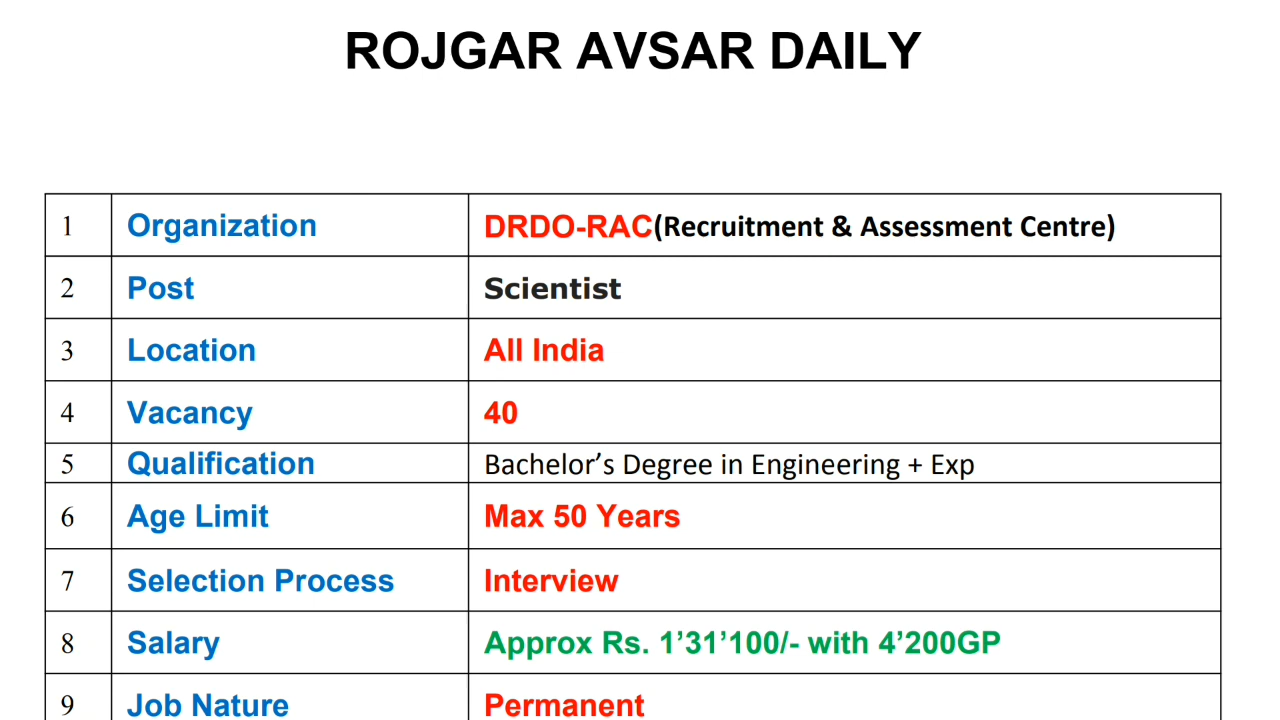 ROJGAR AVSAR DAILY
1 Organization DRDO-RAC(Recruitment & Assessment Centre)
2 Post Scientist
3 Location All India
4 Vacancy 40
5 Qualification Bachelor’s Degree in Engineering + Exp
6 Age Limit Max 50 Years
7 Selection Process Interview
8 Salary Approx Rs. 1’31’100/- with 4’200GP
9 Job Nature Permanent